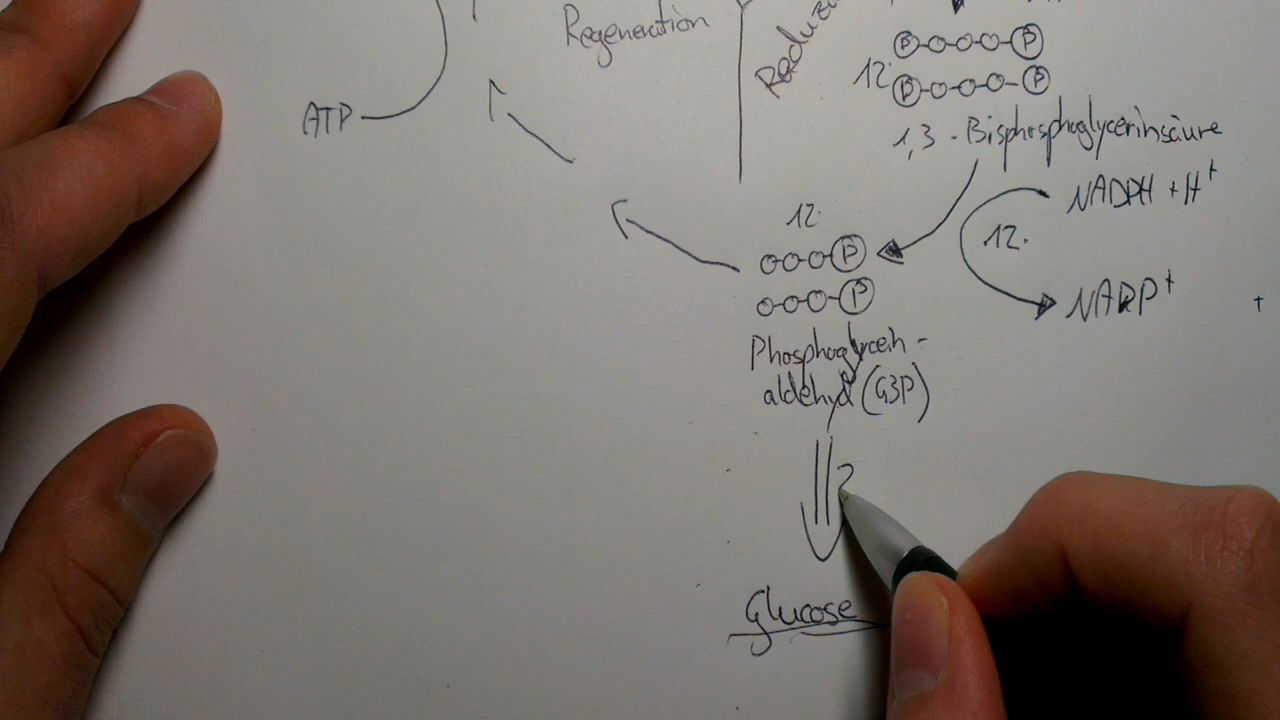 Regeneration
ATP
P P
12· P P
1,3 - Bisphosphoglycerinsäure
NADPH + H⁺
12·
12·
P
P
NADP⁺
+
Phosphoglycerin-
aldehyd (G3P)
2
Glucose